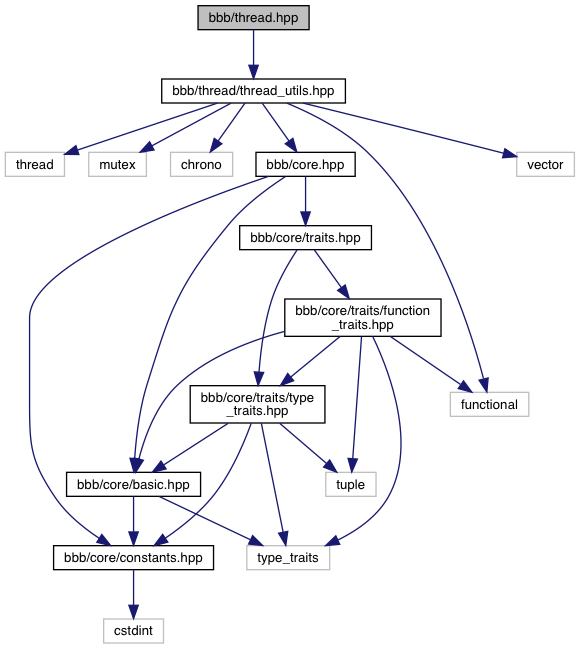 bbb/thread.hpp
bbb/thread/thread_utils.hpp
thread
mutex
chrono
bbb/core.hpp
vector
bbb/core/traits.hpp
bbb/core/traits/function
_traits.hpp
bbb/core/traits/type
_traits.hpp
functional
bbb/core/basic.hpp
tuple
bbb/core/constants.hpp
type_traits
cstdint